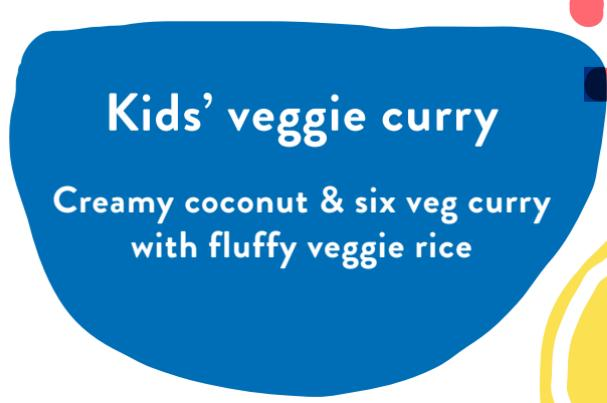 Kids’ veggie curry
Creamy coconut & six veg curry
with fluffy veggie rice